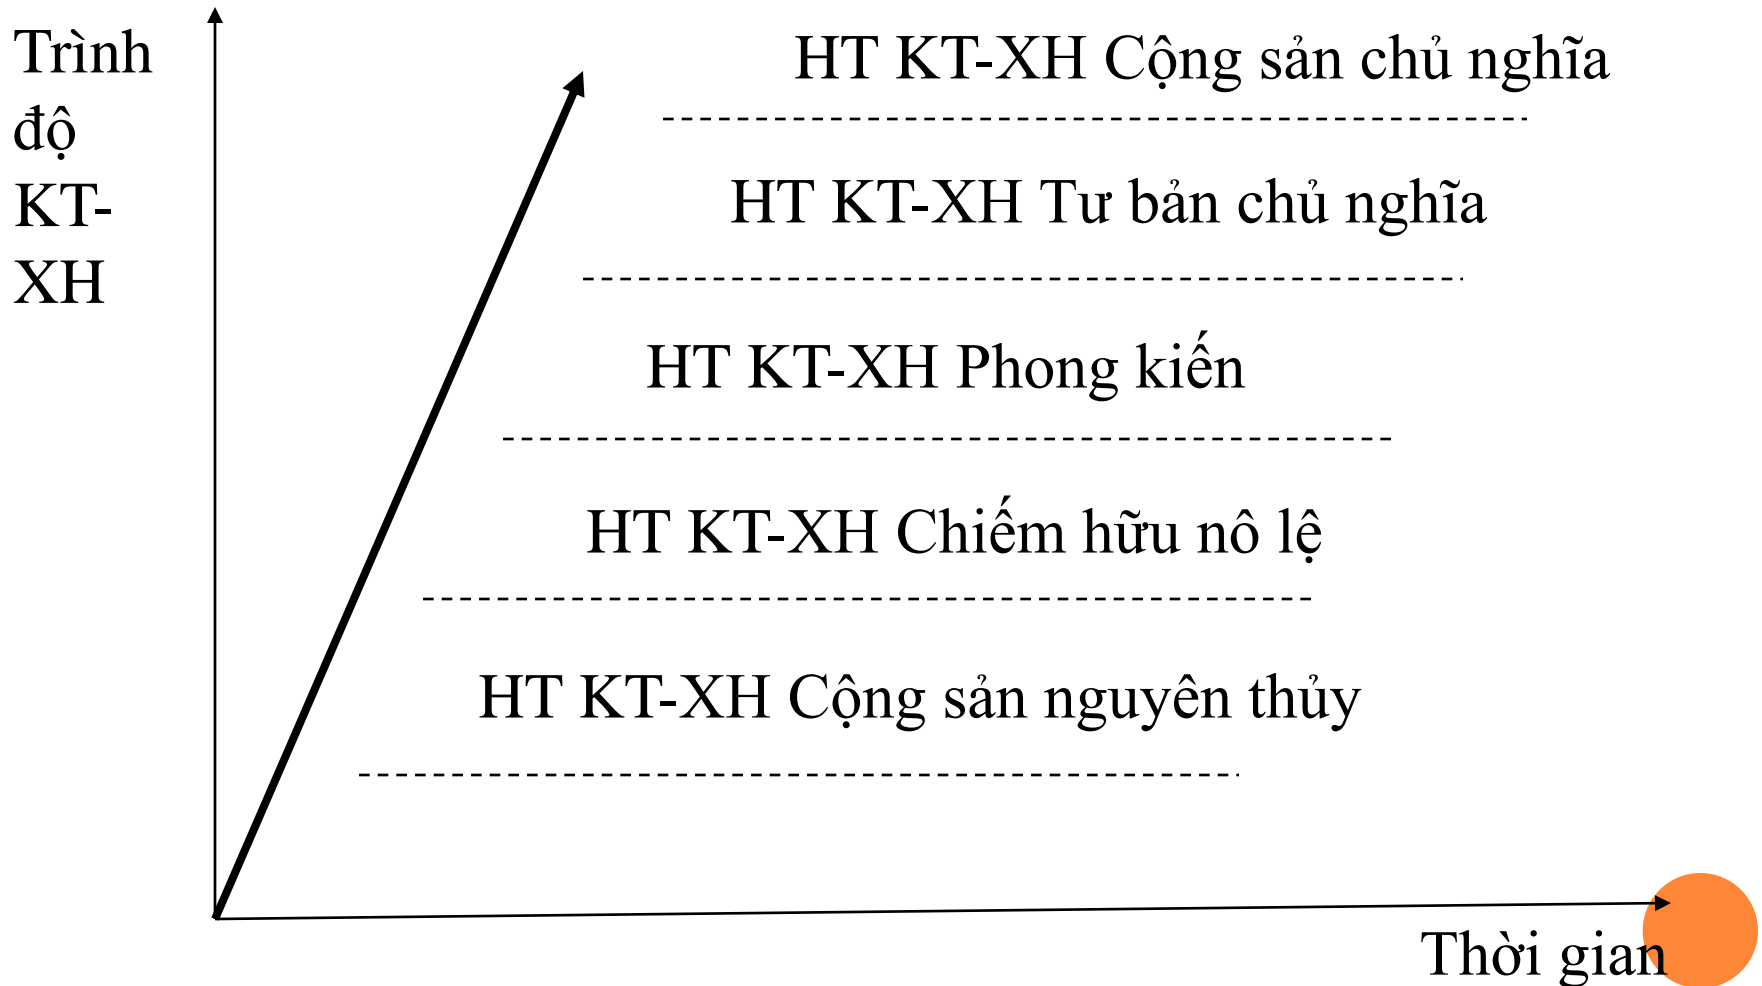 Trình
độ
KT-
XH
HT KT-XH Cộng sản chủ nghĩa
HT KT-XH Tư bản chủ nghĩa
HT KT-XH Phong kiến
HT KT-XH Chiếm hữu nô lệ
HT KT-XH Cộng sản nguyên thủy
Thời gian